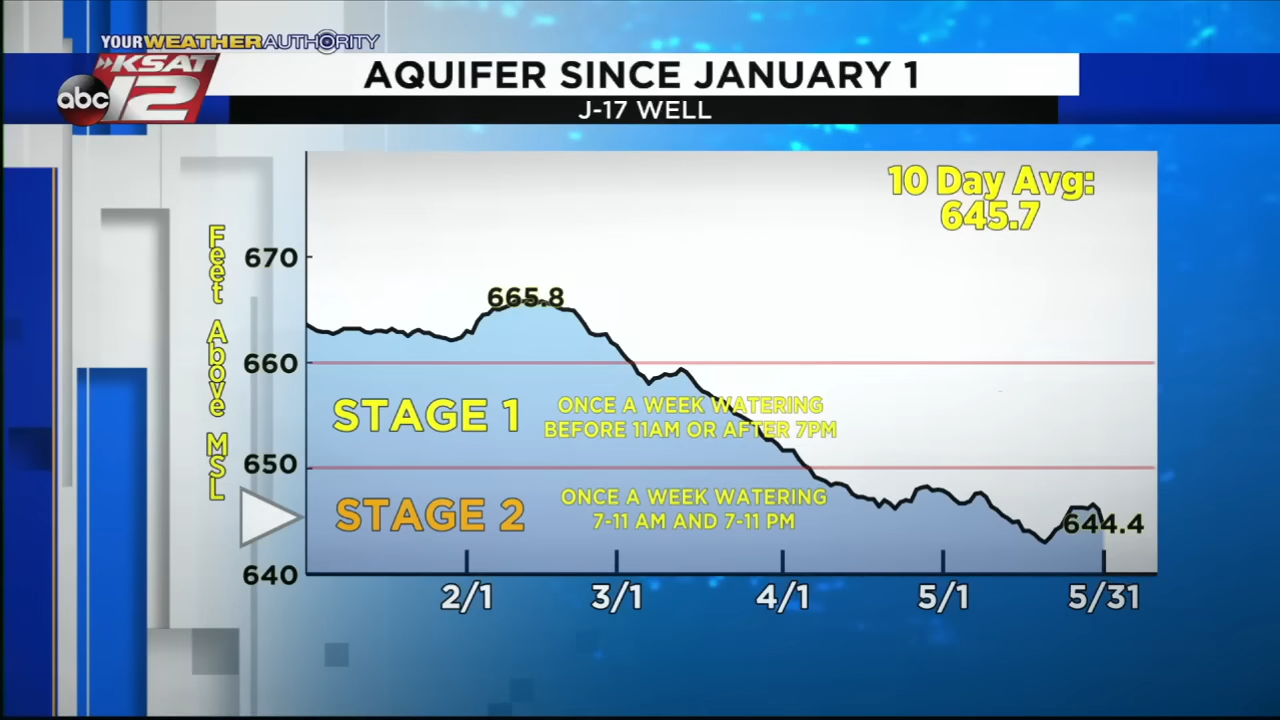 YOURWEATHERAUTHORITY
KSAT
abc 12
AQUIFER SINCE JANUARY 1
J-17 WELL
10 Day Avg:
645.7
Feet Above MSL
670
665.8
660
STAGE 1
ONCE A WEEK WATERING
BEFORE 11AM OR AFTER 7PM
650
STAGE 2
ONCE A WEEK WATERING
7-11 AM AND 7-11 PM
644.4
640
2/1 3/1 4/1 5/1 5/31